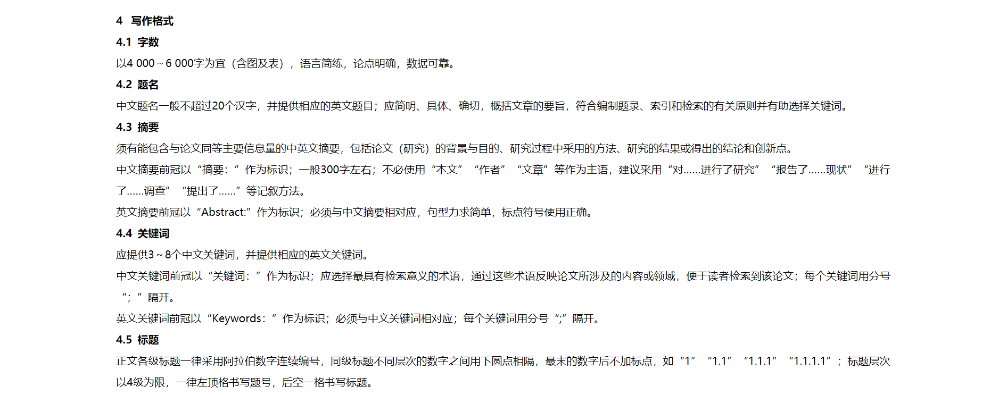 4 写作格式
4.1 字数
以4 000～6 000字为宜（含图及表），语言简练，论点明确，数据可靠。
4.2 题名
中文题名一般不超过20个汉字，并提供相应的英文题目；应简明、具体、确切，概括文章的要旨，符合编制题录、索引和检索的有关原则并有助选择关键词。
4.3 摘要
须有能包含与论文同等主要信息量的中英文摘要，包括论文（研究）的背景与目的、研究过程中采用的方法、研究的结果或得出的结论和创新点。
中文摘要前冠以“摘要：”作为标识；一般300字左右；不必使用“本文”“作者”“文章”等作为主语，建议采用“对……进行了研究”“报告了……现状”“进行
了……调查”“提出了……”等记叙方法。
英文摘要前冠以“Abstract:”作为标识；必须与中文摘要相对应，句型力求简单，标点符号使用正确。
4.4 关键词
应提供3～8个中文关键词，并提供相应的英文关键词。
中文关键词前冠以“关键词：”作为标识；应选择最具有检索意义的术语，通过这些术语反映论文所涉及的内容或领域，便于读者检索到该论文；每个关键词用分号
“；”隔开。
英文关键词前冠以“Keywords：”作为标识；必须与中文关键词相对应；每个关键词用分号“;”隔开。
4.5 标题
正文各级标题一律采用阿拉伯数字连续编号，同级标题不同层次的数字之间用下圆点相隔，最末的数字后不加标点，如“1”“1.1”“1.1.1”“1.1.1.1”；标题层次
以4级为限，一律左顶格书写题号，后空一格书写标题。